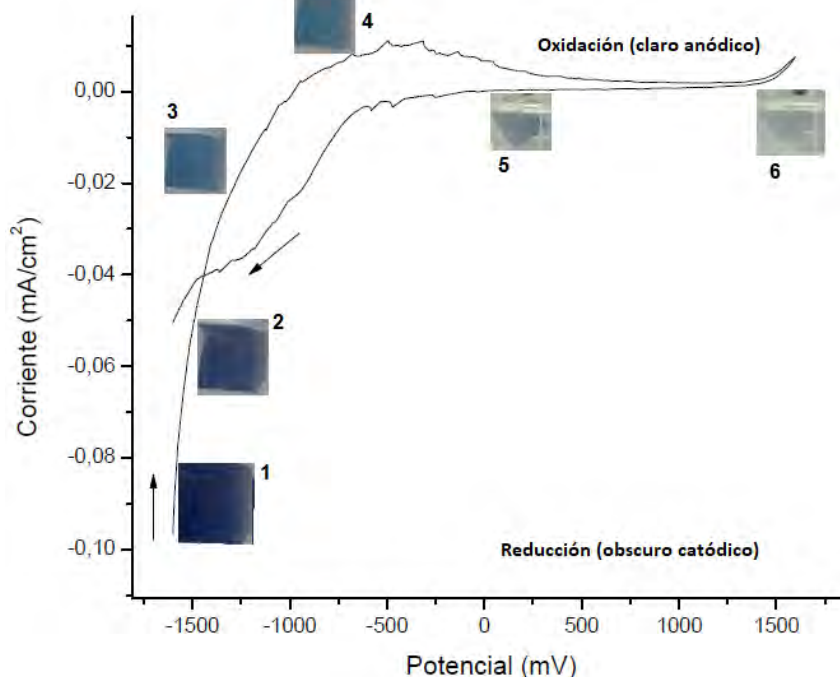 4
Oxidación (claro anódico)
0,00
3
5
6
-0,02
-0,04
2
-0,06
-0,08
1
-0,10
Reducción (obscuro catódico)
Corriente (mA/cm²)
-1500 -1000 -500 0 500 1000 1500
Potencial (mV)